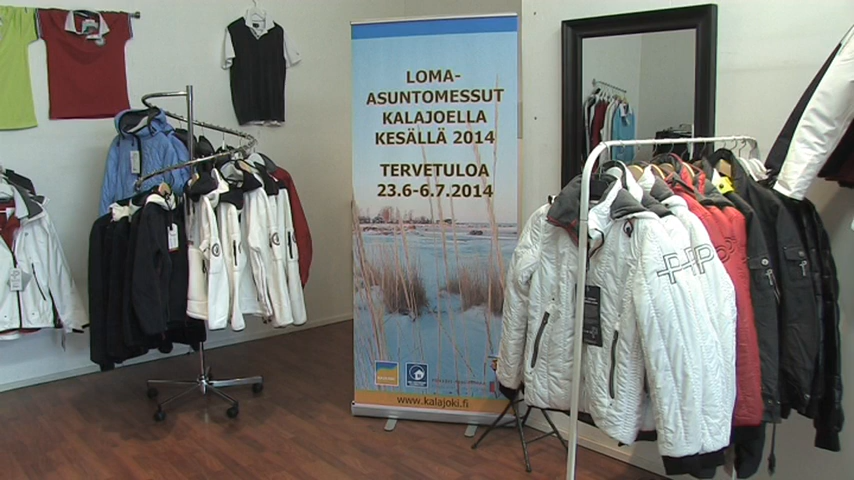 LOMA-
ASUNTOMESSUT
KALAJOELLA
KESÄLLÄ 2014
TERVETULOA
23.6-6.7.2014
www.kalajoki.fi